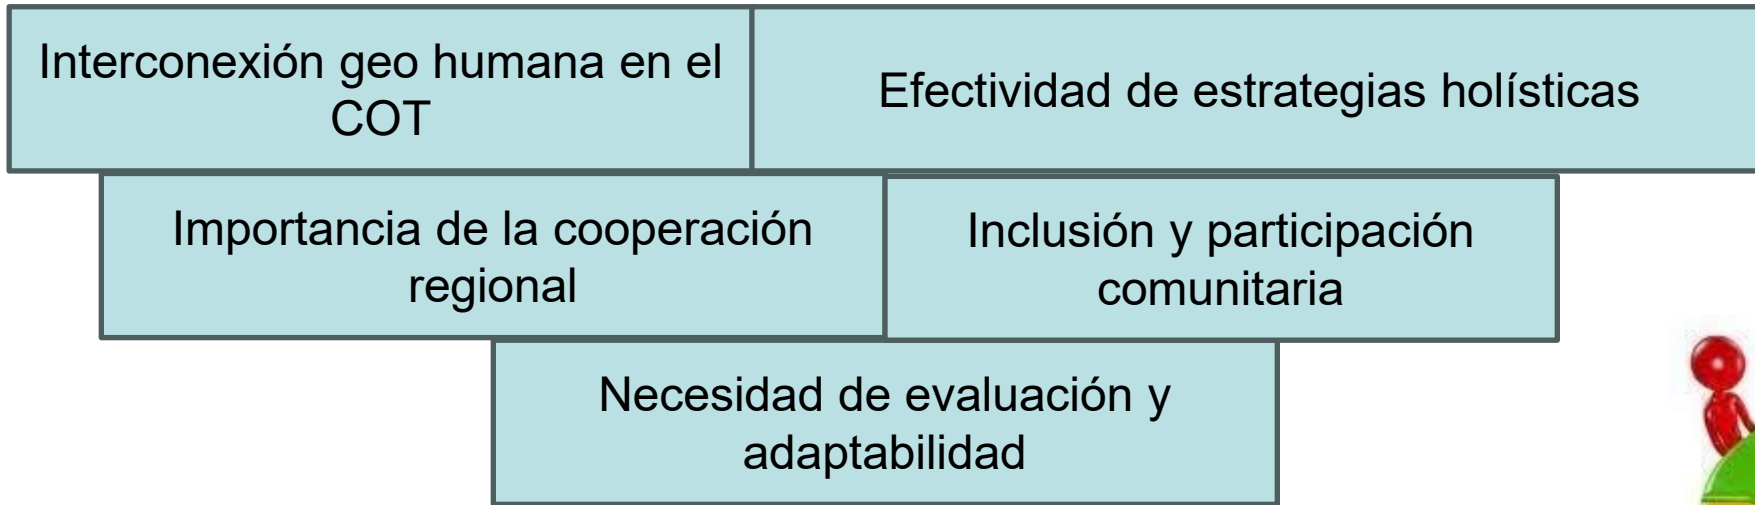 Interconexión geo humana en el
COT
Efectividad de estrategias holísticas
Importancia de la cooperación
regional
Inclusión y participación
comunitaria
Necesidad de evaluación y
adaptabilidad